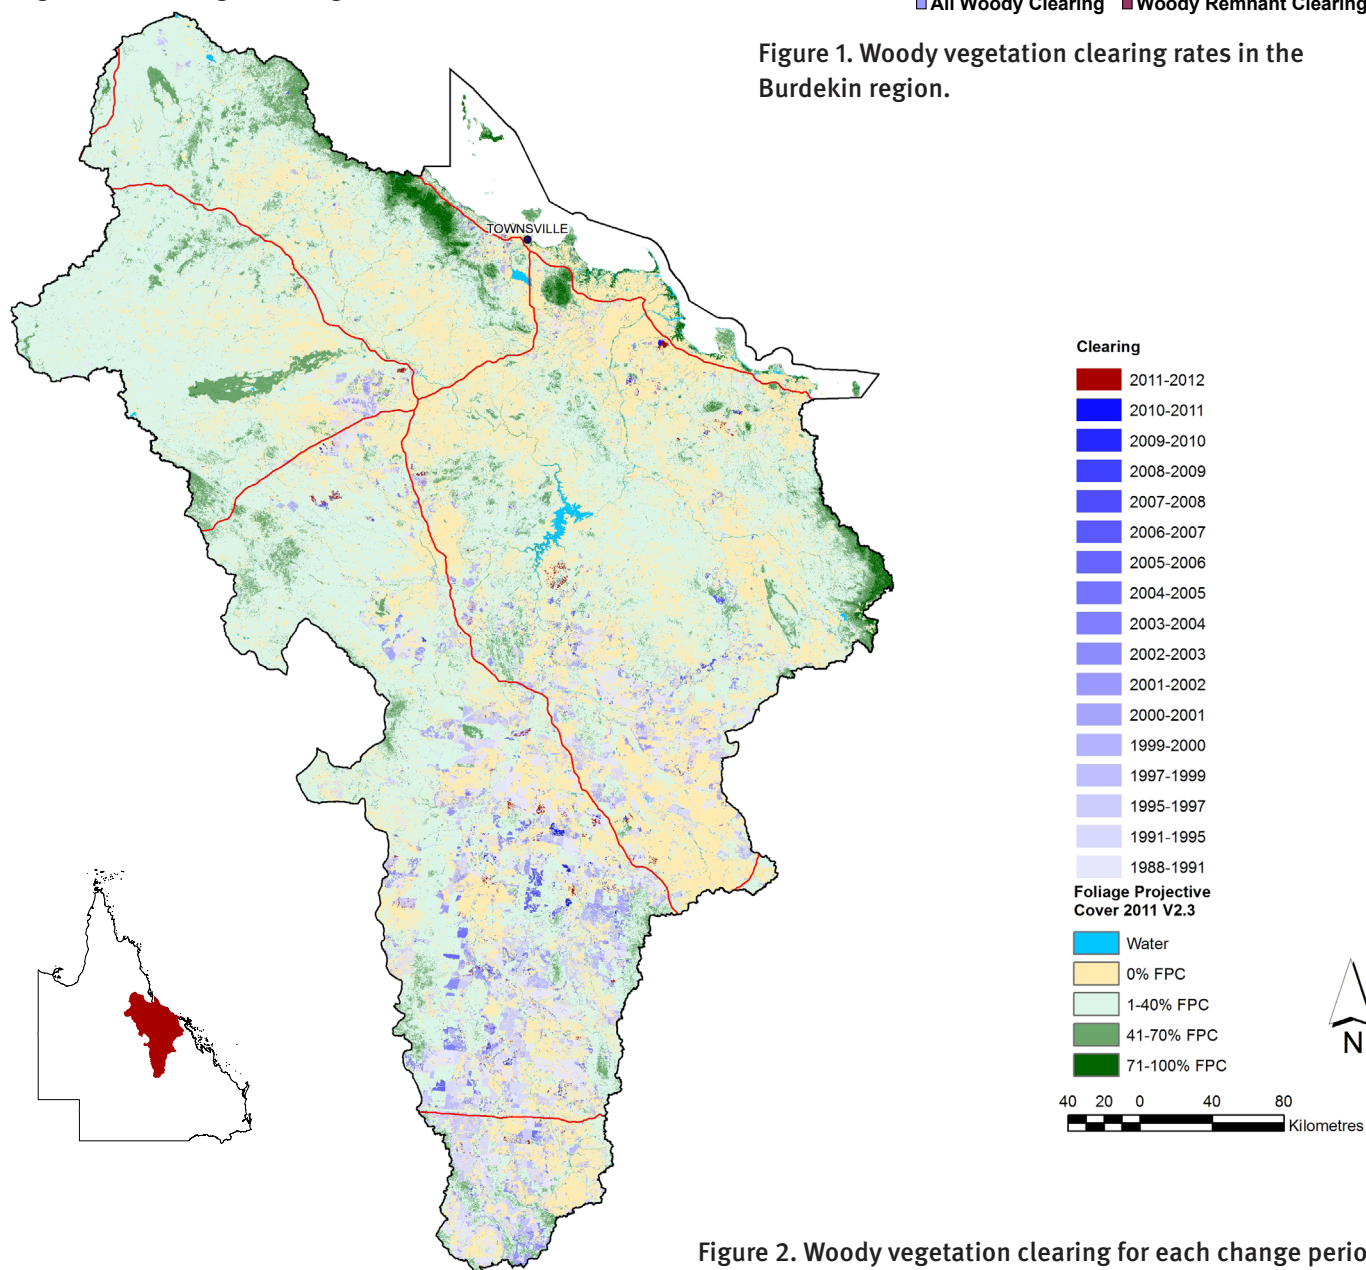 All Woody Clearing Woody Remnant Clearing
Figure 1. Woody vegetation clearing rates in the
Burdekin region.
TOWNSVILLE
Clearing
2011-2012
2010-2011
2009-2010
2008-2009
2007-2008
2006-2007
2005-2006
2004-2005
2003-2004
2002-2003
2001-2002
2000-2001
1999-2000
1997-1999
1995-1997
1991-1995
1988-1991
Foliage Projective
Cover 2011 V2.3
Water
0% FPC
1-40% FPC
41-70% FPC
71-100% FPC
N
40 20 0 40 80
Kilometres
Figure 2. Woody vegetation clearing for each change perio